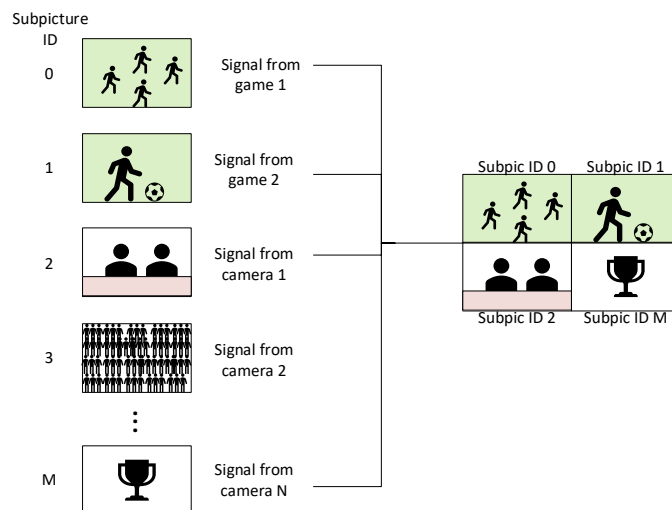 Subpicture
ID
0
Signal from
game 1
1
Signal from
game 2
2
Signal from
camera 1
3
Signal from
camera 2
M
Signal from
camera N
Subpic ID 0
Subpic ID 1
Subpic ID 2
Subpic ID M